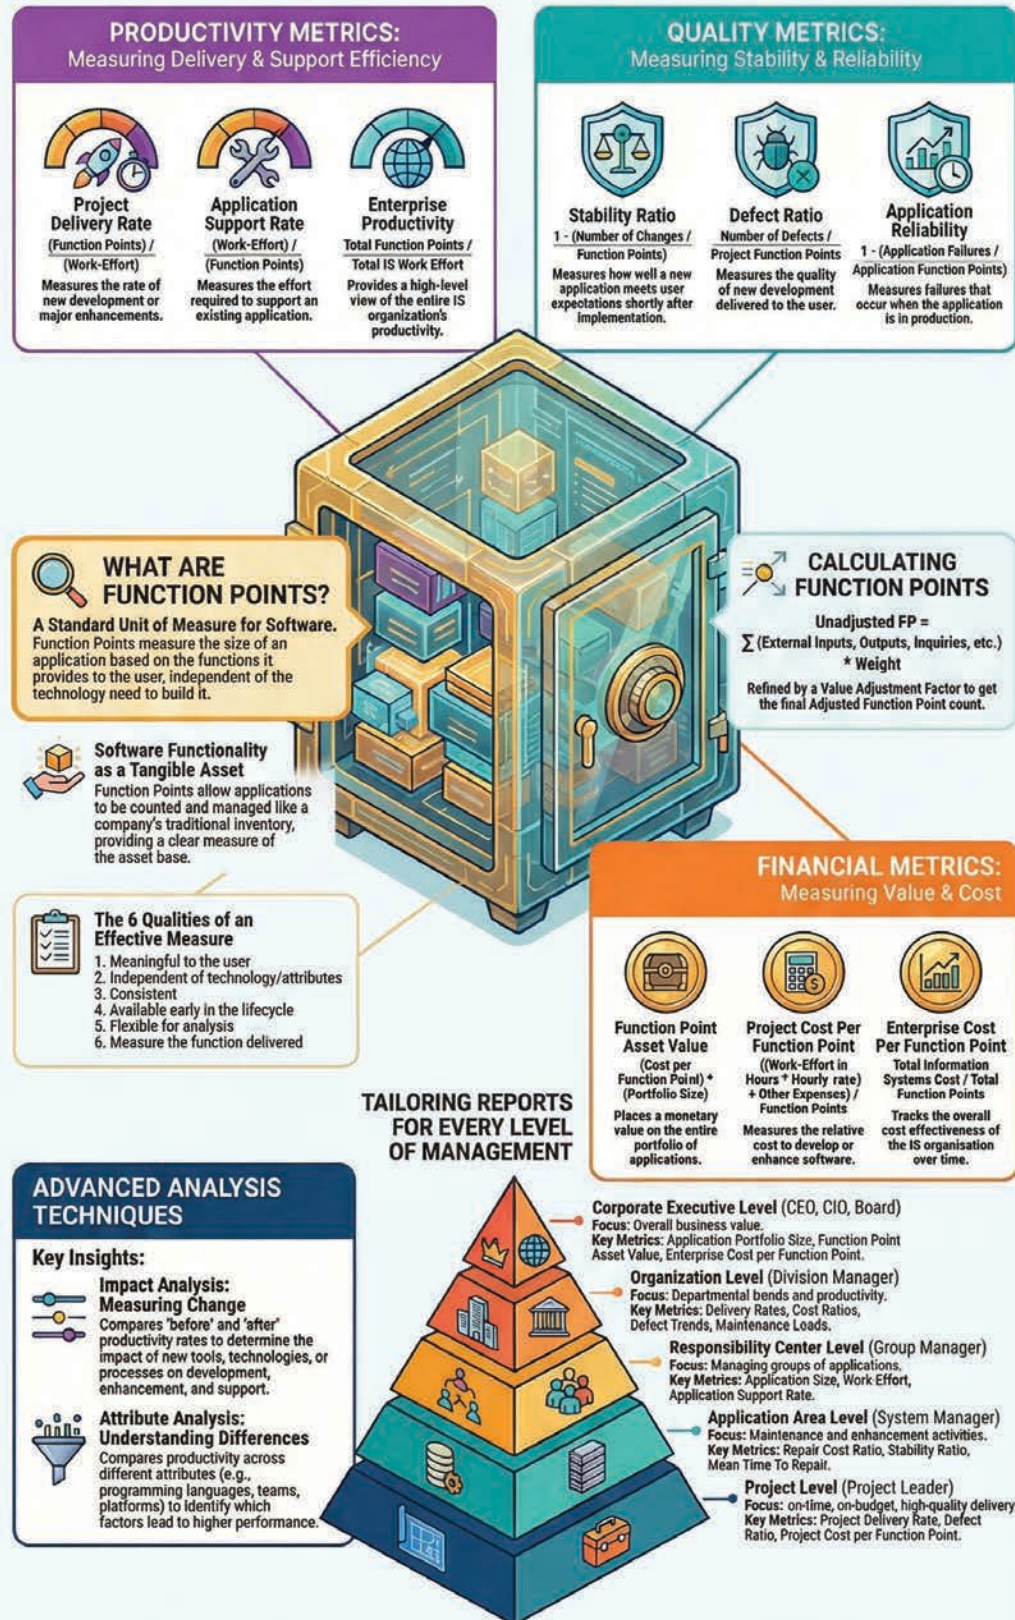 PRODUCTIVITY METRICS:
Measuring Delivery & Support Efficiency
Project
Delivery Rate
(Function Points) /
(Work-Effort)
Measures the rate of
new development or
major enhancements.
Application
Support Rate
(Work-Effort) /
(Function Points)
Measures the effort
required to support an
existing application.
Enterprise
Productivity
Total Function Points /
Total IS Work Effort
Provides a high-level
view of the entire IS
organization's
productivity.
QUALITY METRICS:
Measuring Stability & Reliability
Stability Ratio
1 - (Number of Changes /
Function Points)
Measures how well a new
application meets user
expectations shortly after
implementation.
Defect Ratio
Number of Defects /
Project Function Points
Measures the quality
of new development
delivered to the user.
Application
Reliability
1 - (Application Failures /
Application Function Points)
Measures failures that
occur when the application
is in production.
WHAT ARE
FUNCTION POINTS?
A Standard Unit of Measure for Software.
Function Points measure the size of an
application based on the functions it
provides to the user, independent of the
technology need to build it.
CALCULATING
FUNCTION POINTS
Unadjusted FP =
Σ (External Inputs, Outputs, Inquiries, etc.)
* Weight
Refined by a Value Adjustment Factor to get
the final Adjusted Function Point count.
Software Functionality
as a Tangible Asset
Function Points allow applications
to be counted and managed like a
company's traditional inventory,
providing a clear measure of
the asset base.
The 6 Qualities of an
Effective Measure
1. Meaningful to the user
2. Independent of technology/attributes
3. Consistent
4. Available early in the lifecycle
5. Flexible for analysis
6. Measure the function delivered
FINANCIAL METRICS:
Measuring Value & Cost
Function Point
Asset Value
(Cost per
Function Point) *
(Portfolio Size)
Places a monetary
value on the entire
portfolio of
applications.
Project Cost Per
Function Point
((Work-Effort in
Hours * Hourly rate)
+ Other Expenses) /
Function Points
Measures the relative
cost to develop or
enhance software.
Enterprise Cost
Per Function Point
Total Information
Systems Cost / Total
Function Points
Tracks the overall
cost effectiveness of
the IS organisation
over time.
TAILORING REPORTS
FOR EVERY LEVEL
OF MANAGEMENT
ADVANCED ANALYSIS
TECHNIQUES
Key Insights:
Impact Analysis:
Measuring Change
Compares 'before' and 'after'
productivity rates to determine the
impact of new tools, technologies, or
processes on development,
enhancement, and support.
Attribute Analysis:
Understanding Differences
Compares productivity across
different attributes (e.g.,
programming languages, teams,
platforms) to identify which
factors lead to higher performance.
Corporate Executive Level (CEO, CIO, Board)
Focus: Overall business value.
Key Metrics: Application Portfolio Size, Function Point
Asset Value, Enterprise Cost per Function Point.
Organization Level (Division Manager)
Focus: Departmental bends and productivity.
Key Metrics: Delivery Rates, Cost Ratios,
Defect Trends, Maintenance Loads.
Responsibility Center Level (Group Manager)
Focus: Managing groups of applications,
Key Metrics: Application Size, Work Effort,
Application Support Rate.
Application Area Level (System Manager)
Focus: Maintenance and enhancement activities.
Key Metrics: Repair Cost Ratio, Stability Ratio,
Mean Time To Repair.
Project Level (Project Leader)
Focus: on-time, on-budget, high-quality delivery
Key Metrics: Project Delivery Rate, Defect
Ratio, Project Cost per Function Point.